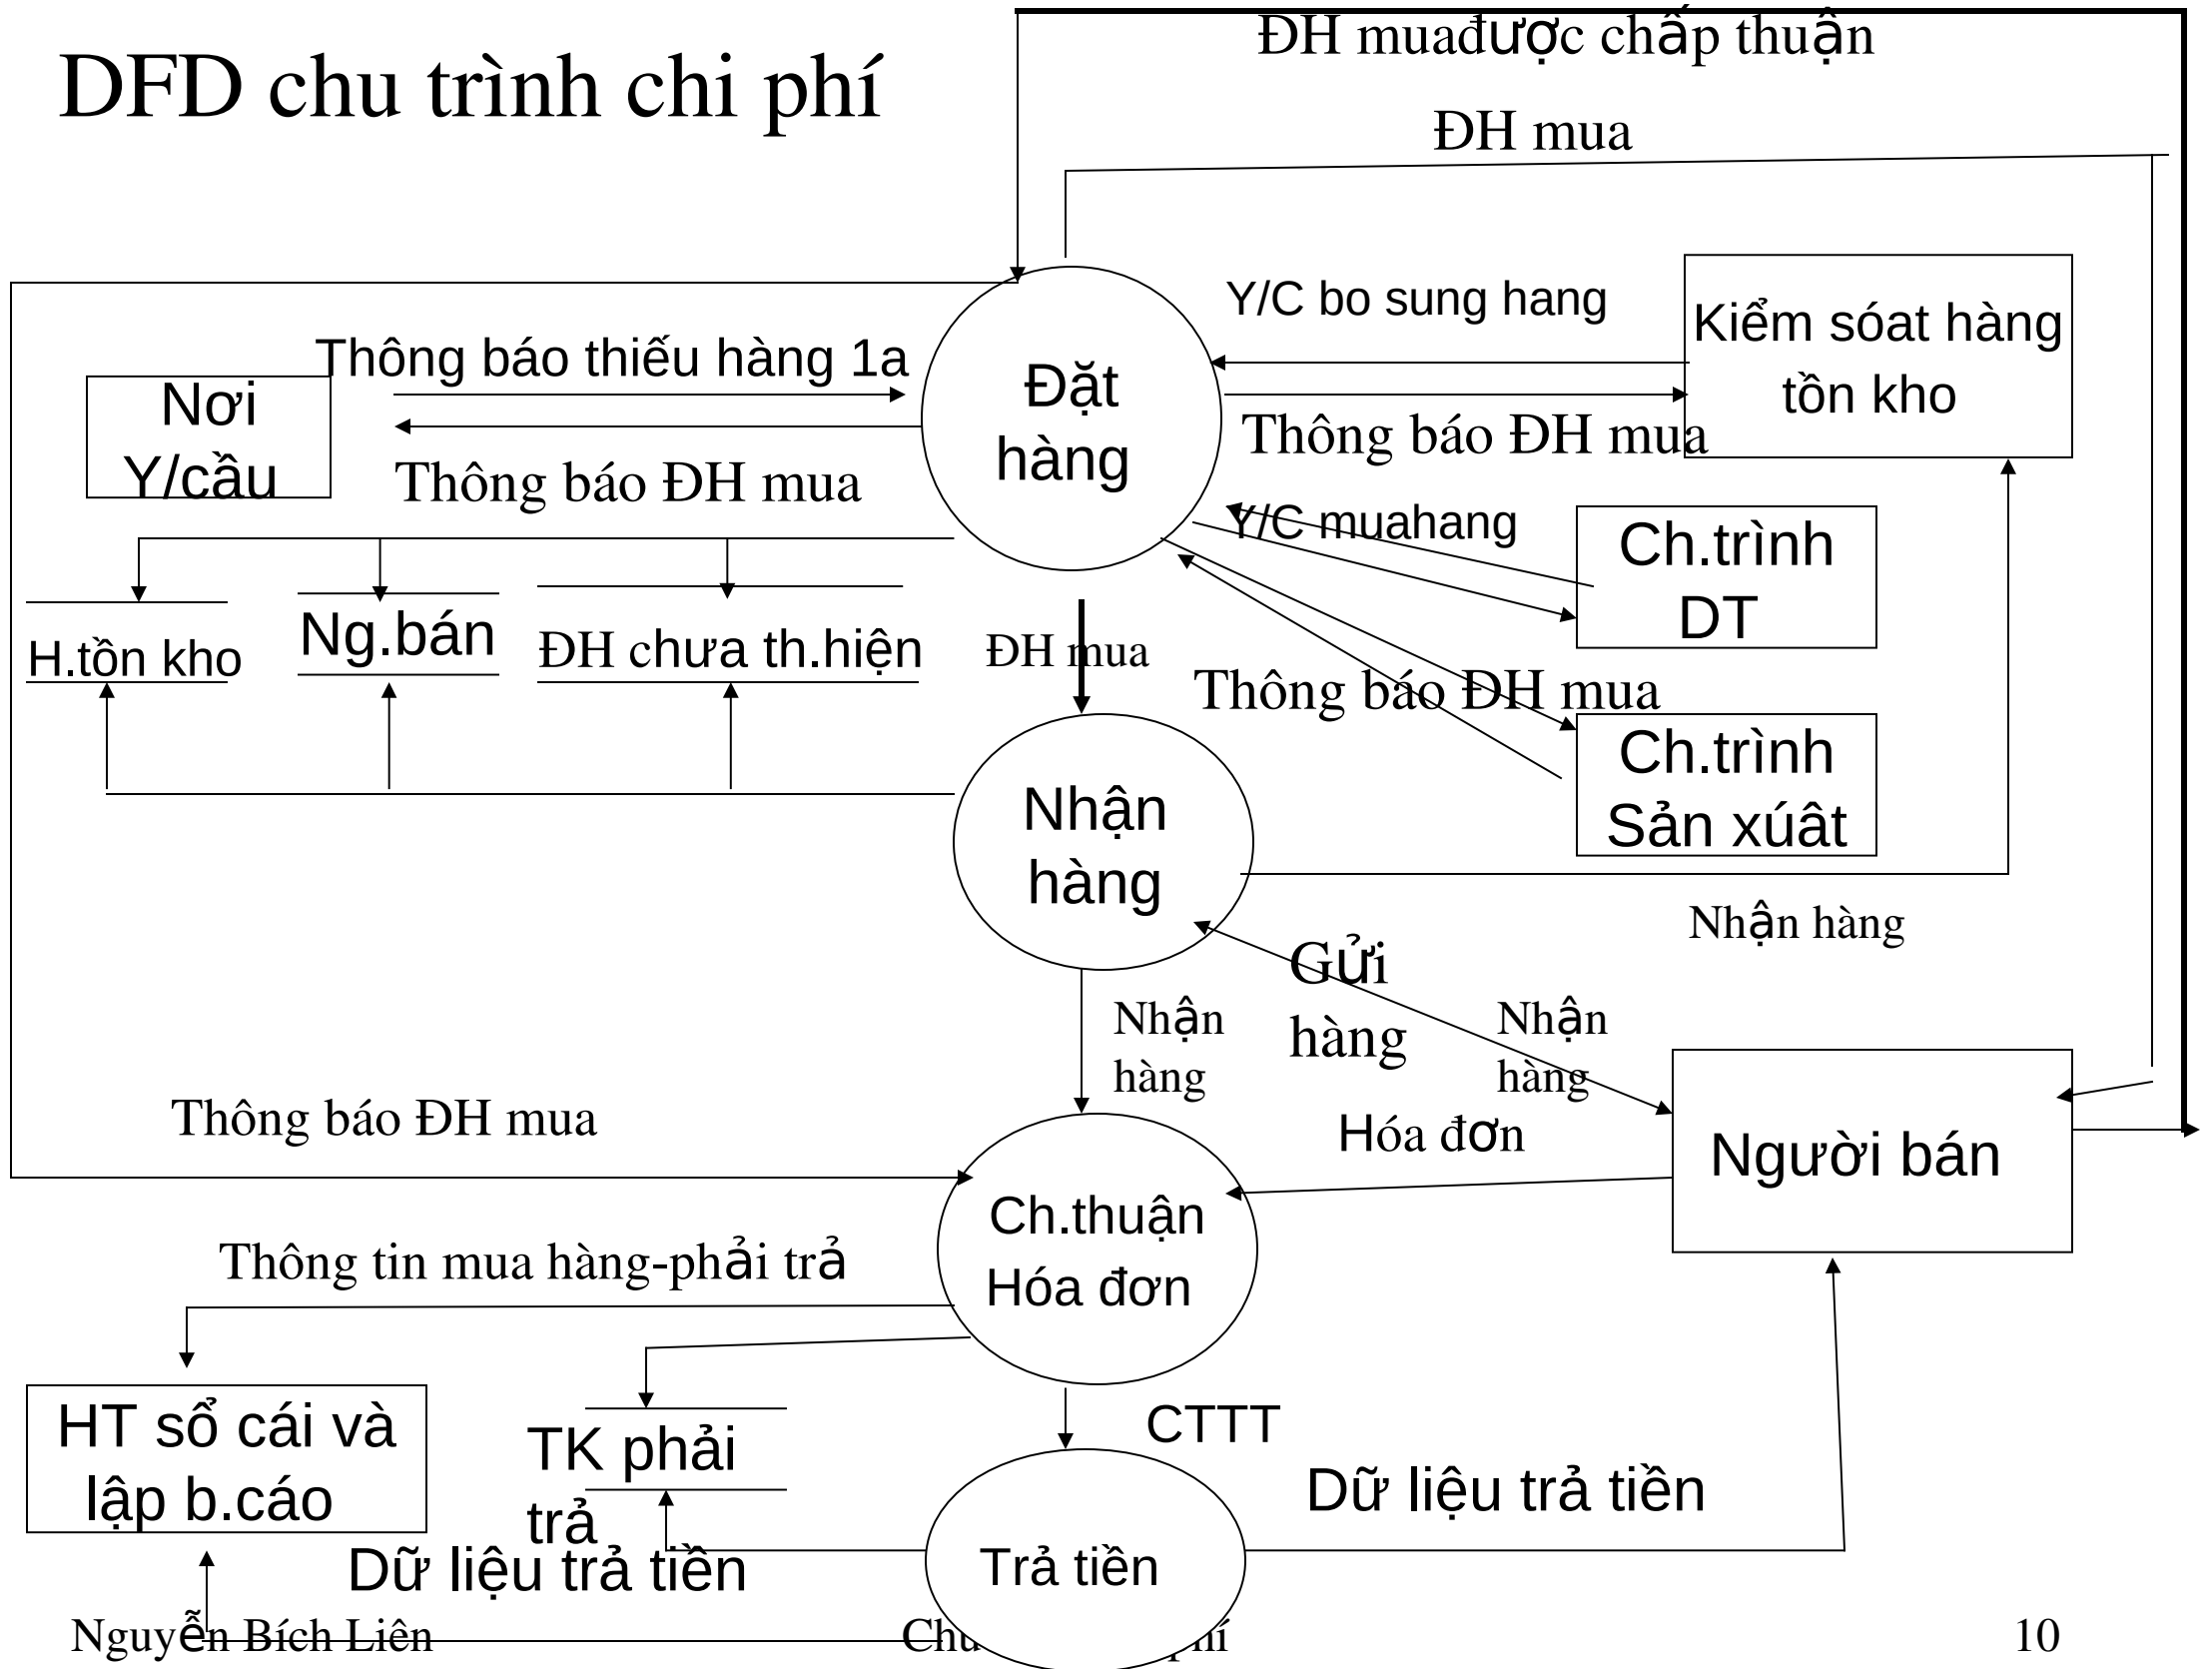 ĐH muađược chấp thuận
DFD chu trình chi phí
ĐH mua
Y/C bo sung hang
Kiểm sóat hàng
tồn kho
Thông báo thiếu hàng 1a
Nơi
Y/cầu
Đặt
hàng
Thông báo ĐH mua
Thông báo ĐH mua
Y/C muahang
Ch.trình
DT
H.tồn kho
Ng.bán
ĐH chưa th.hiện
ĐH mua
Thông báo ĐH mua
Ch.trình
Sản xúât
Nhận
hàng
Nhận hàng
Gửi
hàng
Nhận
hàng
Nhận
hàng
Thông báo ĐH mua
Hóa đơn
Người bán
Ch.thuận
Hóa đơn
Thông tin mua hàng-phải trả
HT sổ cái và
lập b.cáo
TK phải
trả
CTTT
Dữ liệu trả tiền
Dữ liệu trả tiền
Trả tiền
Nguyễn Bích Liên
10